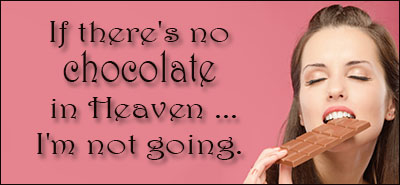 If there's no
chocolate
in Heaven ...
I'm not going.